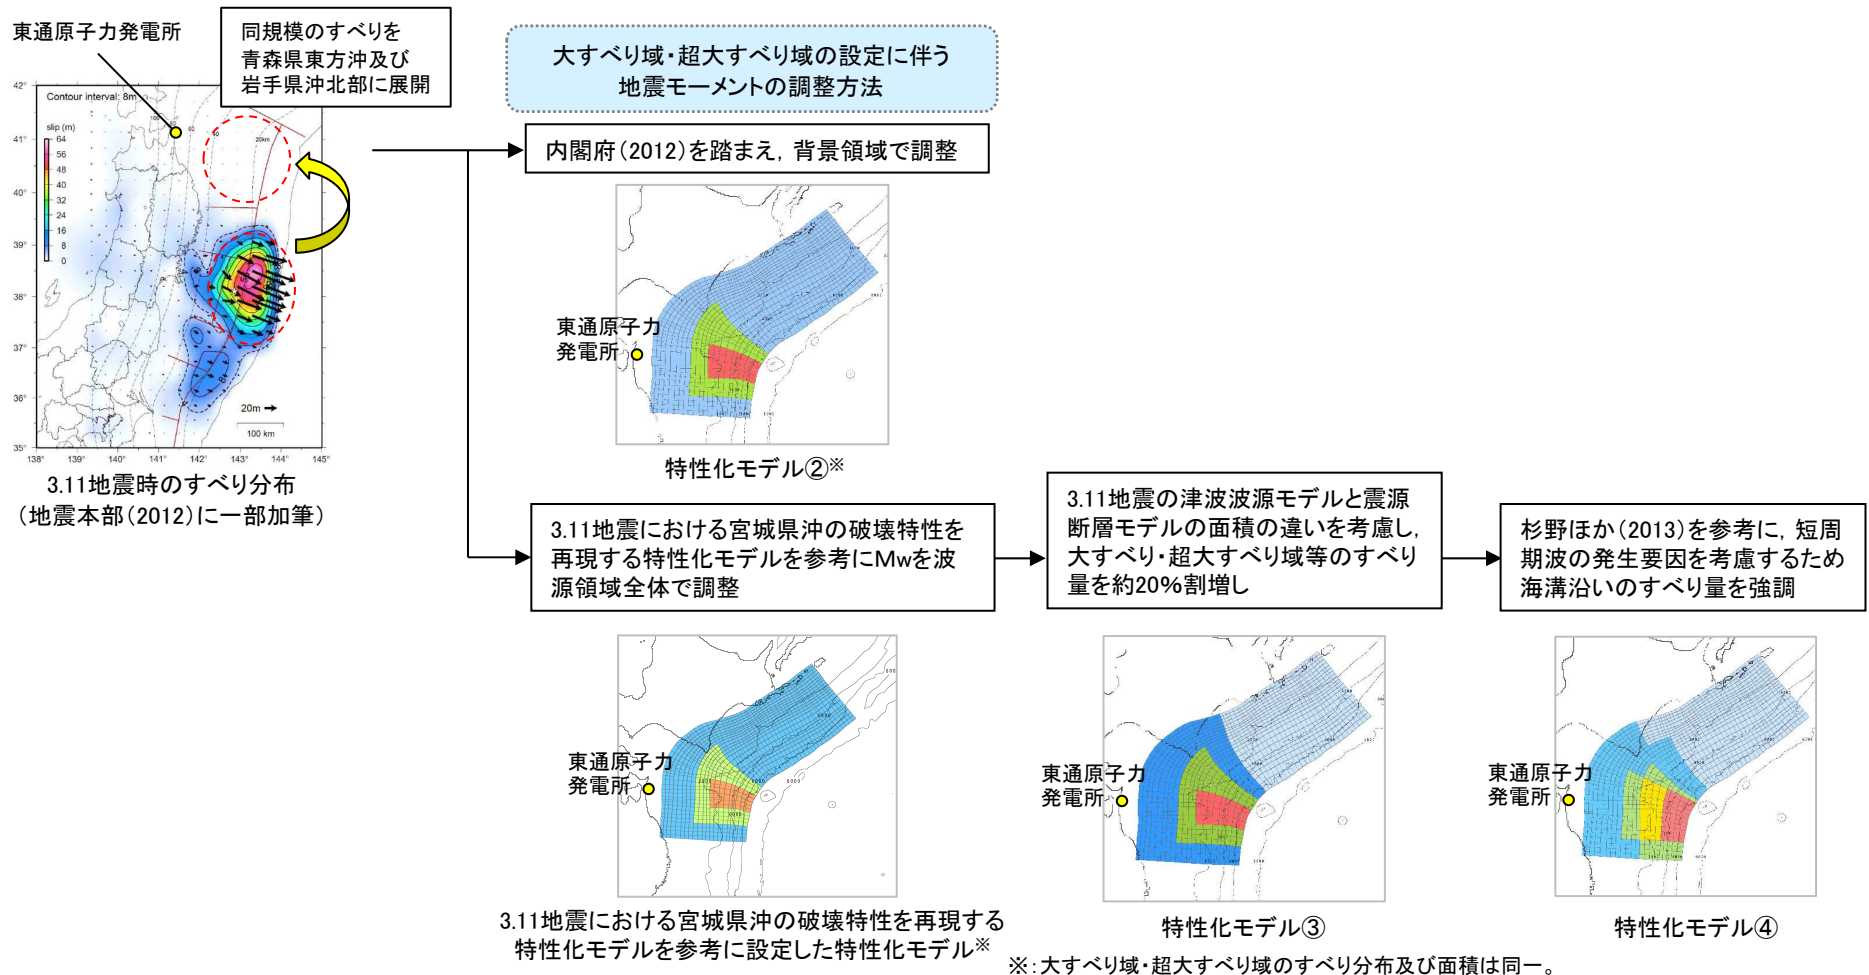 東通原子力発電所
同規模のすべりを
青森県東方沖及び
岩手県沖北部に展開
大すべり域・超大すべり域の設定に伴う
地震モーメントの調整方法
内閣府(2012)を踏まえ,背景領域で調整
Contour interval: 8m
slip (m)
64
56
48
40
32
24
16
8
0
42°
41°
40°
39°
38°
37°
36°
35°
138°
139°
140°
141°
142°
143°
144°
145°
20km
40
60
80
100
20m
100 km
3.11地震時のすべり分布
(地震本部(2012)に一部加筆)
東通原子力
発電所
特性化モデル②※
3.11地震における宮城県沖の破壊特性を
再現する特性化モデルを参考にMwを波
源領域全体で調整
3.11地震の津波波源モデルと震源
断層モデルの面積の違いを考慮し,
大すべり・超大すべり域等のすべり
量を約20%割増し
杉野ほか(2013)を参考に,短周
期波の発生要因を考慮するため
海溝沿いのすべり量を強調
東通原子力
発電所
3.11地震における宮城県沖の破壊特性を再現する
特性化モデルを参考に設定した特性化モデル※
東通原子力
発電所
特性化モデル③
東通原子力
発電所
特性化モデル④
※:大すべり域・超大すべり域のすべり分布及び面積は同一。